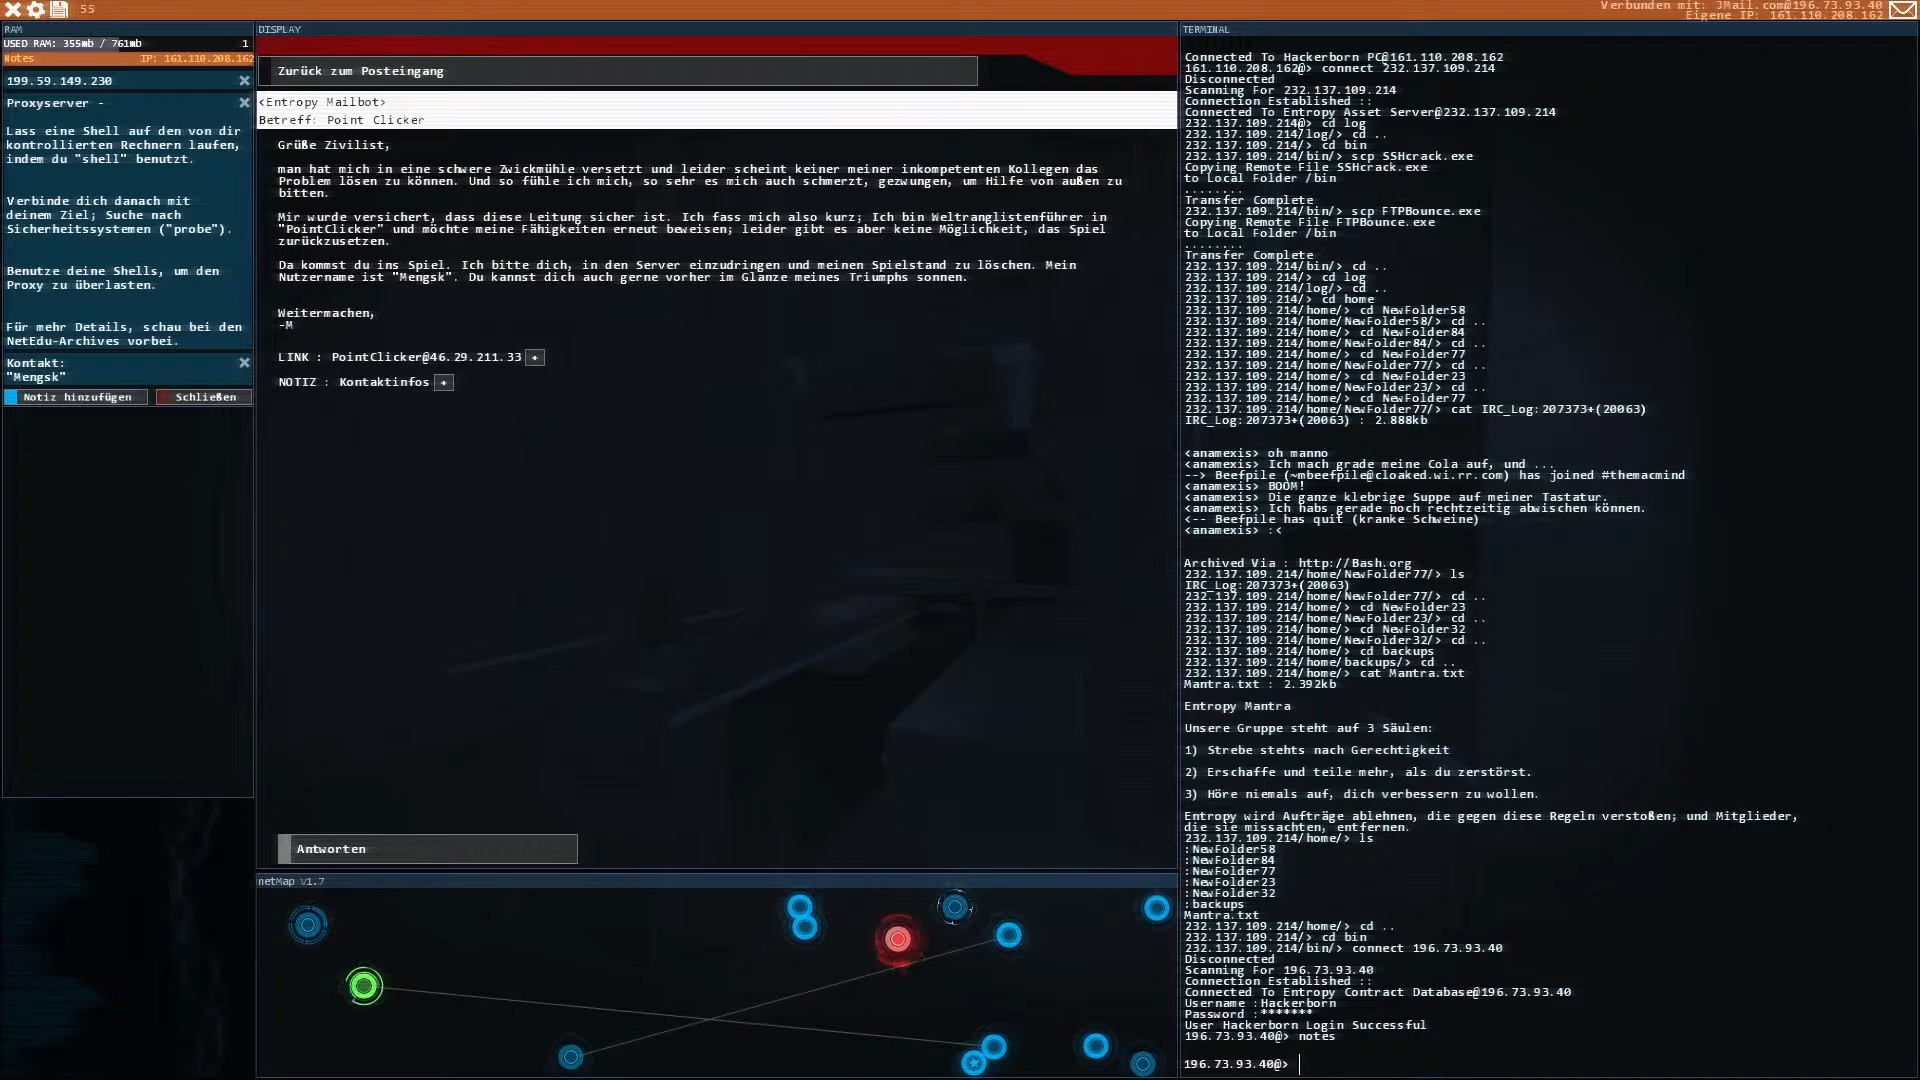 55
Verbunden mit: JMail.com@196.73.93.40
Eigene IP: 161.110.208.162
RAM
USED RAM: 355mb / 761mb 1
Notes IP: 161.110.208.162
199.59.149.230
Proxyserver -
Lass eine Shell auf den von dir
kontrollierten Rechnern laufen,
indem du "shell" benutzt.
Verbinde dich danach mit
deinem Ziel; Suche nach
Sicherheitssystemen ("probe").
Benutze deine Shells, um den
Proxy zu überlasten.
Für mehr Details, schau bei den
NetEdu-Archives vorbei.
Kontakt:
"Mengsk"
Notiz hinzufügen
Schließen
DISPLAY
Zurück zum Posteingang
<Entropy Mailbot>
Betreff: Point Clicker
Grüße Zivilist,
man hat mich in eine schwere Zwickmühle versetzt und leider scheint keiner meiner inkompetenten Kollegen das
Problem lösen zu können. Und so fühle ich mich, so sehr es mich auch schmerzt, gezwungen, um Hilfe von außen zu
bitten.
Mir wurde versichert, dass diese Leitung sicher ist. Ich fass mich also kurz; Ich bin Weltranglistenführer in
"PointClicker" und möchte meine Fähigkeiten erneut beweisen; leider gibt es aber keine Möglichkeit, das Spiel
zurückzusetzen.
Da kommst du ins Spiel. Ich bitte dich, in den Server einzudringen und meinen Spielstand zu löschen. Mein
Nutzername ist "Mengsk". Du kannst dich auch gerne vorher im Glanze meines Triumphs sonnen.
Weitermachen,
-M
LINK : PointClicker@46.29.211.33 +
NOTIZ : Kontaktinfos +
Antworten
netMap v1.7
TERMINAL
Connected To Hackerborn PC@161.110.208.162
161.110.208.162@> connect 232.137.109.214
Disconnected
Scanning For 232.137.109.214
Connection Established ::
Connected To Entropy Asset Server@232.137.109.214
232.137.109.214@> cd log
232.137.109.214/log/> cd ..
232.137.109.214/> cd bin
232.137.109.214/bin/> scp SSHcrack.exe
Copying Remote File SSHcrack.exe
to Local Folder /bin
........
Transfer Complete
232.137.109.214/bin/> scp FTPBounce.exe
Copying Remote File FTPBounce.exe
to Local Folder /bin
........
Transfer Complete
232.137.109.214/bin/> cd ..
232.137.109.214/> cd log
232.137.109.214/log/> cd ..
232.137.109.214/> cd home
232.137.109.214/home/> cd NewFolder58
232.137.109.214/home/NewFolder58/> cd ..
232.137.109.214/home/> cd NewFolder84
232.137.109.214/home/NewFolder84/> cd ..
232.137.109.214/home/> cd NewFolder77
232.137.109.214/home/NewFolder77/> cd ..
232.137.109.214/home/> cd NewFolder23
232.137.109.214/home/NewFolder23/> cd ..
232.137.109.214/home/> cd NewFolder77
232.137.109.214/home/NewFolder77/> cat IRC_Log:207373+(20063)
IRC_Log:207373+(20063) : 2.888kb
<anamexis> oh manno
<anamexis> Ich mach grade meine Cola auf, und ...
--> Beefpile (~mbeefpile@cloaked.wi.rr.com) has joined #themacmind
<anamexis> BOOM!
<anamexis> Die ganze klebrige Suppe auf meiner Tastatur.
<anamexis> Ich habs gerade noch rechtzeitig abwischen können.
<-- Beefpile has quit (kranke Schweine)
<anamexis> :<
Archived Via : http://Bash.org
232.137.109.214/home/NewFolder77/> ls
IRC_Log:207373+(20063)
232.137.109.214/home/NewFolder77/> cd ..
232.137.109.214/home/> cd NewFolder23
232.137.109.214/home/NewFolder23/> cd ..
232.137.109.214/home/> cd NewFolder32
232.137.109.214/home/NewFolder32/> cd ..
232.137.109.214/home/> cd backups
232.137.109.214/home/backups/> cd ..
232.137.109.214/home/> cat Mantra.txt
Mantra.txt : 2.392kb
Entropy Mantra
Unsere Gruppe steht auf 3 Säulen:
1) Strebe stehts nach Gerechtigkeit
2) Erschaffe und teile mehr, als du zerstörst.
3) Höre niemals auf, dich verbessern zu wollen.
Entropy wird Aufträge ablehnen, die gegen diese Regeln verstoßen; und Mitglieder,
die sie missachten, entfernen.
232.137.109.214/home/> ls
:NewFolder58
:NewFolder84
:NewFolder77
:NewFolder23
:NewFolder32
:backups
Mantra.txt
232.137.109.214/home/> cd ..
232.137.109.214/> cd bin
232.137.109.214/bin/> connect 196.73.93.40
Disconnected
Scanning For 196.73.93.40
Connection Established ::
Connected To Entropy Contract Database@196.73.93.40
Username :Hackerborn
Password :*******
User Hackerborn Login Successful
196.73.93.40@> notes
196.73.93.40@>